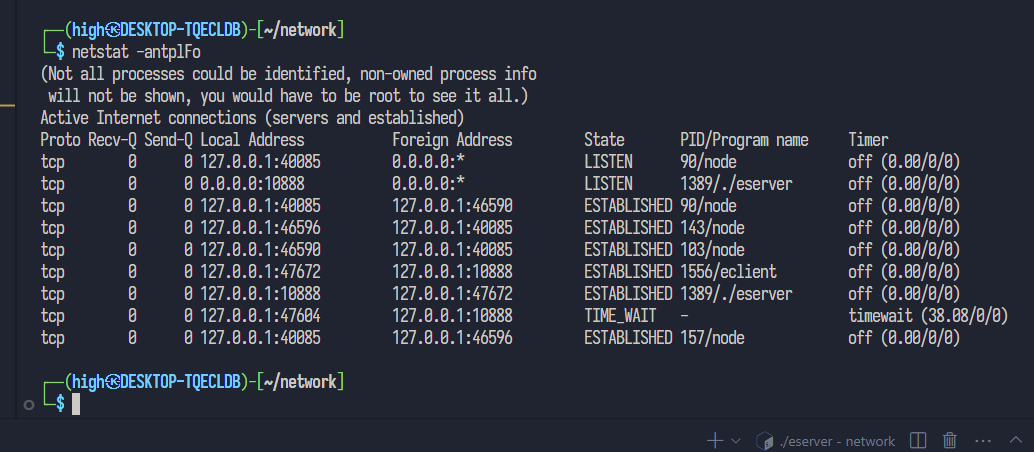 ┌──(high㉿DESKTOP-TQECLDB)-[~/network]
└─$ netstat -antplFo
(Not all processes could be identified, non-owned process info
 will not be shown, you would have to be root to see it all.)
Active Internet connections (servers and established)
Proto Recv-Q Send-Q Local Address           Foreign Address         State       PID/Program name     Timer
tcp        0      0 127.0.0.1:40085         0.0.0.0:*               LISTEN      90/node              off (0.00/0/0)
tcp        0      0 0.0.0.0:10888           0.0.0.0:*               LISTEN      1389/./eserver       off (0.00/0/0)
tcp        0      0 127.0.0.1:40085         127.0.0.1:46590         ESTABLISHED 90/node              off (0.00/0/0)
tcp        0      0 127.0.0.1:46596         127.0.0.1:40085         ESTABLISHED 143/node             off (0.00/0/0)
tcp        0      0 127.0.0.1:46590         127.0.0.1:40085         ESTABLISHED 103/node             off (0.00/0/0)
tcp        0      0 127.0.0.1:47672         127.0.0.1:10888         ESTABLISHED 1556/eclient         off (0.00/0/0)
tcp        0      0 127.0.0.1:10888         127.0.0.1:47672         ESTABLISHED 1389/./eserver       off (0.00/0/0)
tcp        0      0 127.0.0.1:47604         127.0.0.1:10888         TIME_WAIT   -                    timewait (38.08/0/0)
tcp        0      0 127.0.0.1:40085         127.0.0.1:46596         ESTABLISHED 157/node             off (0.00/0/0)
┌──(high㉿DESKTOP-TQECLDB)-[~/network]
└─$
./eserver - network